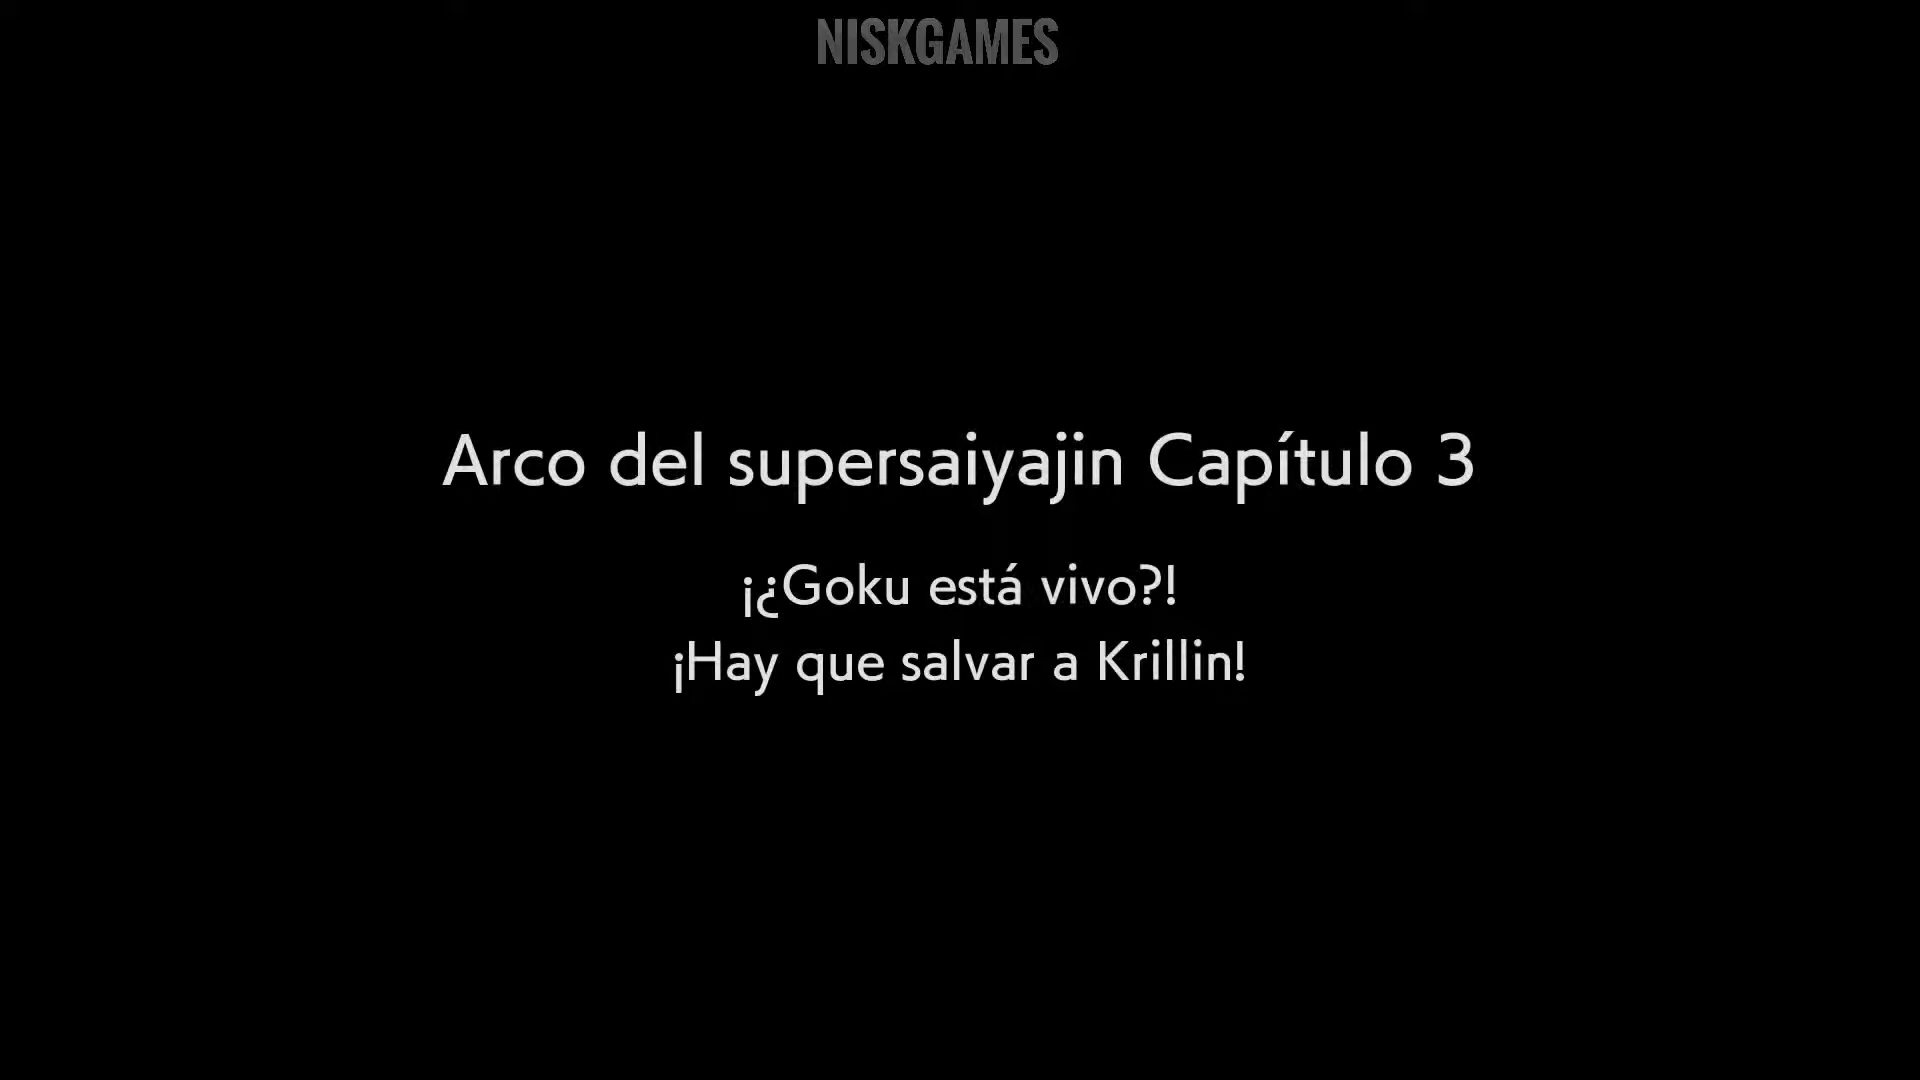 NISKGAMES
Arco del supersaiyajin Capítulo 3
¡¿Goku está vivo?!
¡Hay que salvar a Krillin!